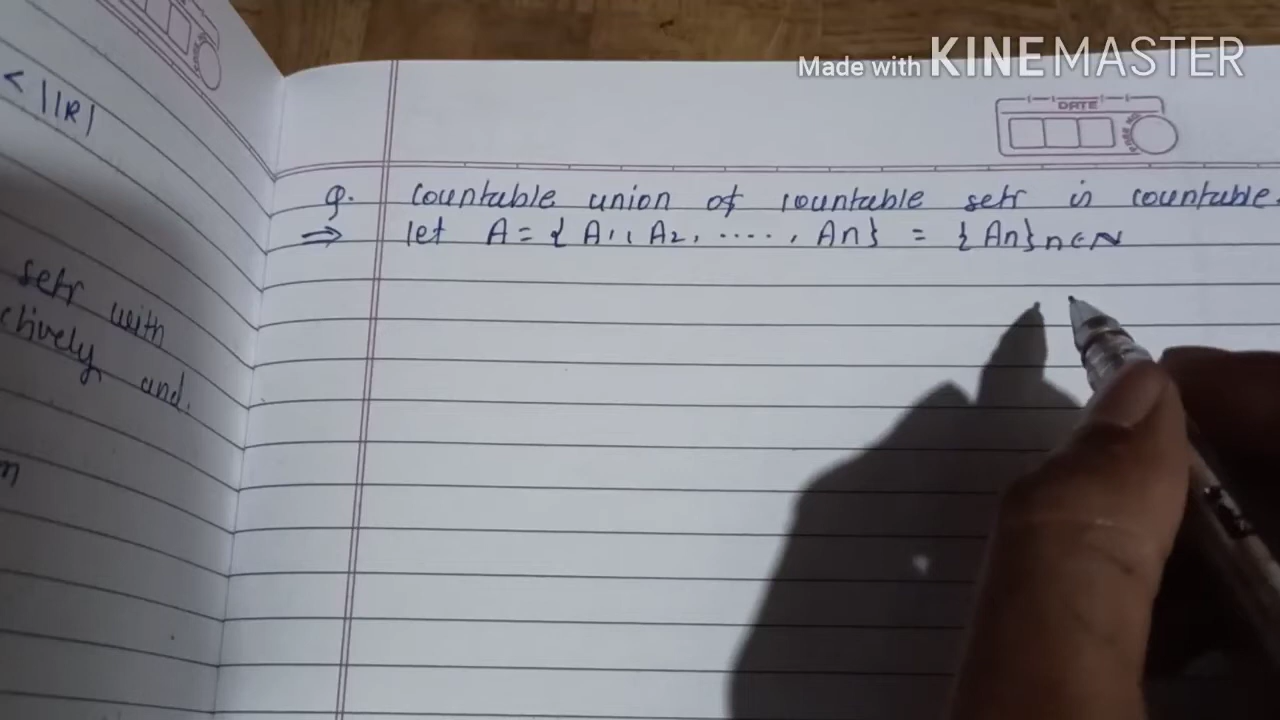 Made with KINEMASTER
DATE
< |IR|
Q. Countable union of countable sets is countable.
⇒ let A = { A1, A2, ....., An} = {An}n∈N
sets with
ctively and.
m